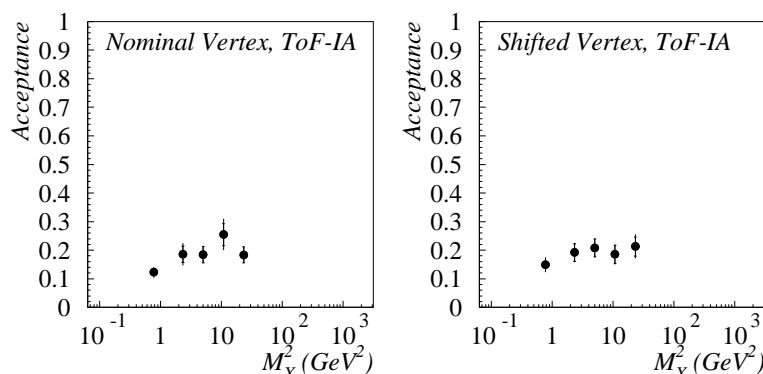 Nominal Vertex, ToF-IA
Acceptance
1
0.9
0.8
0.7
0.6
0.5
0.4
0.3
0.2
0.1
0
10^-1 1 10 10^2 10^3
M_X^2 (GeV^2)
Shifted Vertex, ToF-IA
Acceptance
1
0.9
0.8
0.7
0.6
0.5
0.4
0.3
0.2
0.1
0
10^-1 1 10 10^2 10^3
M_X^2 (GeV^2)